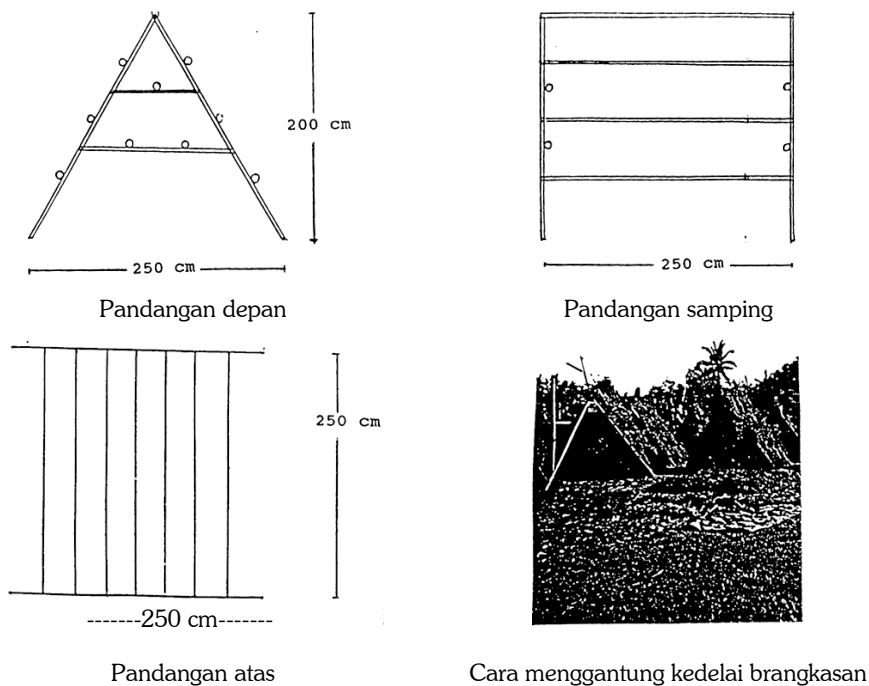 200 cm
250 cm
250 cm
Pandangan depan
Pandangan samping
250 cm
-------250 cm-------
Pandangan atas
Cara menggantung kedelai brangkasan